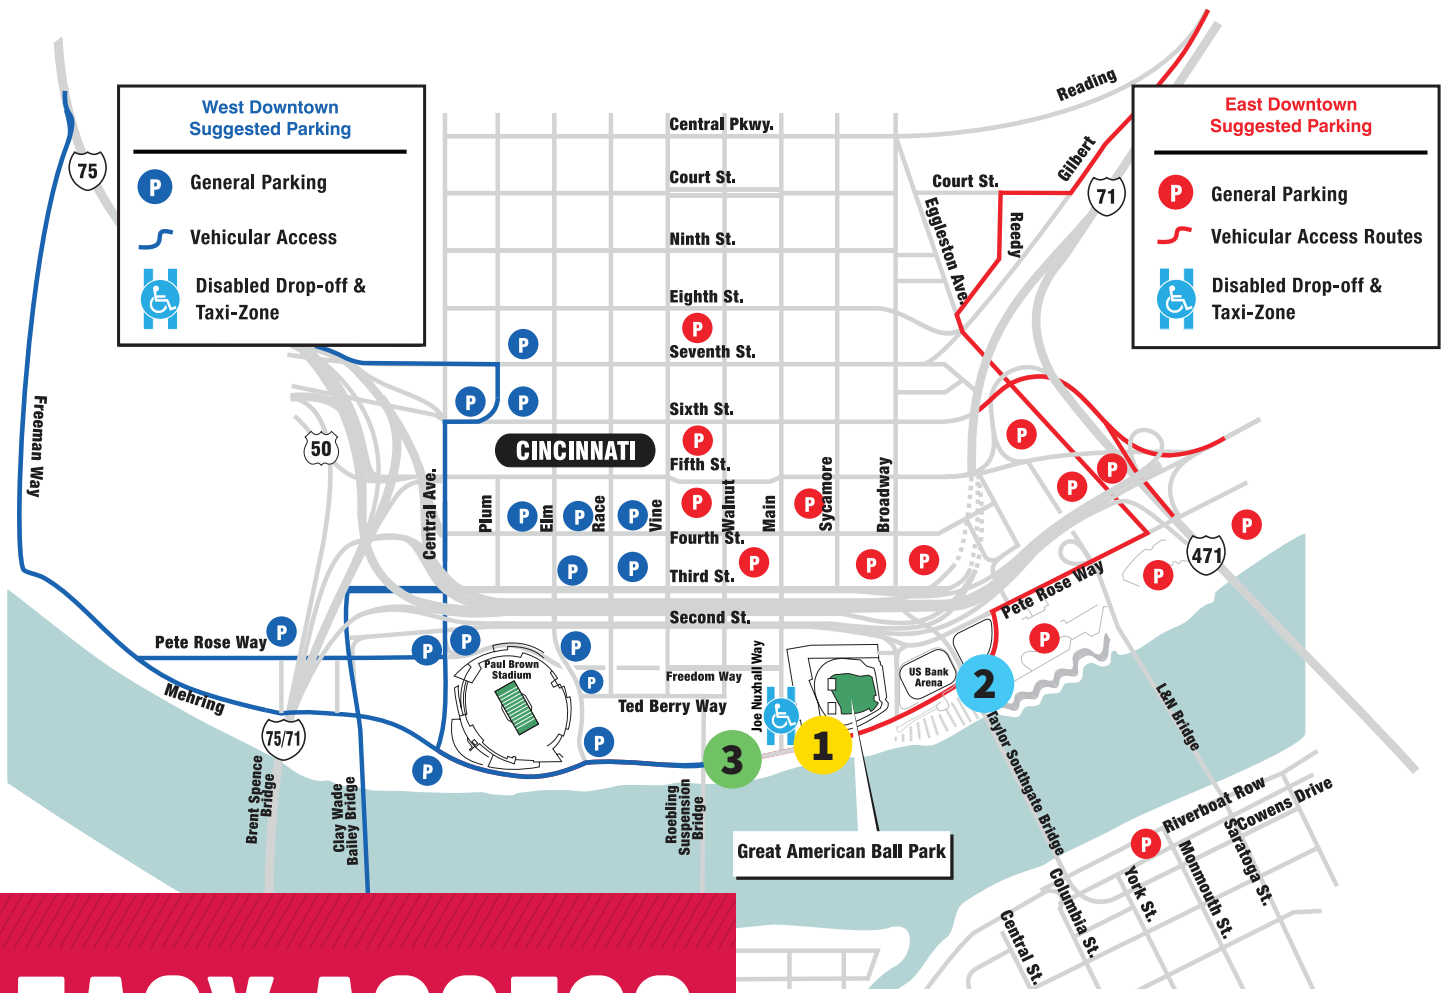 Reading
West Downtown
Suggested Parking
P General Parking
Vehicular Access
Disabled Drop-off &
Taxi-Zone
East Downtown
Suggested Parking
P General Parking
Vehicular Access Routes
Disabled Drop-off &
Taxi-Zone
75
71
Gilbert
Central Pkwy.
Court St.
Court St.
Reedy
Eggleston Ave.
Ninth St.
Eighth St.
P
P
Seventh St.
P
P
Sixth St.
Freeman Way
50
CINCINNATI
P
Fifth St.
P
P
P
Central Ave.
Plum
P
Elm
P
Race
P
Vine
P
Walnut
Main
P
Sycamore
Broadway
Fourth St.
P
471
P
P
Third St.
P
P
P
P
Pete Rose Way
Second St.
P
Pete Rose Way
P
P
P
P
P
Paul Brown
Stadium
P
Freedom Way
Ted Berry Way
Joe Nuxhall Way
US Bank
Arena
2
Mehring
75/71
P
P
3
1
Brent Spence
Bridge
Clay Wade
Bailey Bridge
Roebling
Suspension
Bridge
Taylor Southgate Bridge
L&N Bridge
Great American Ball Park
P
Riverboat Row
Cowens Drive
Saratoga St.
Monmouth St.
York St.
Columbia St.
Central St.
EASY ACCESS